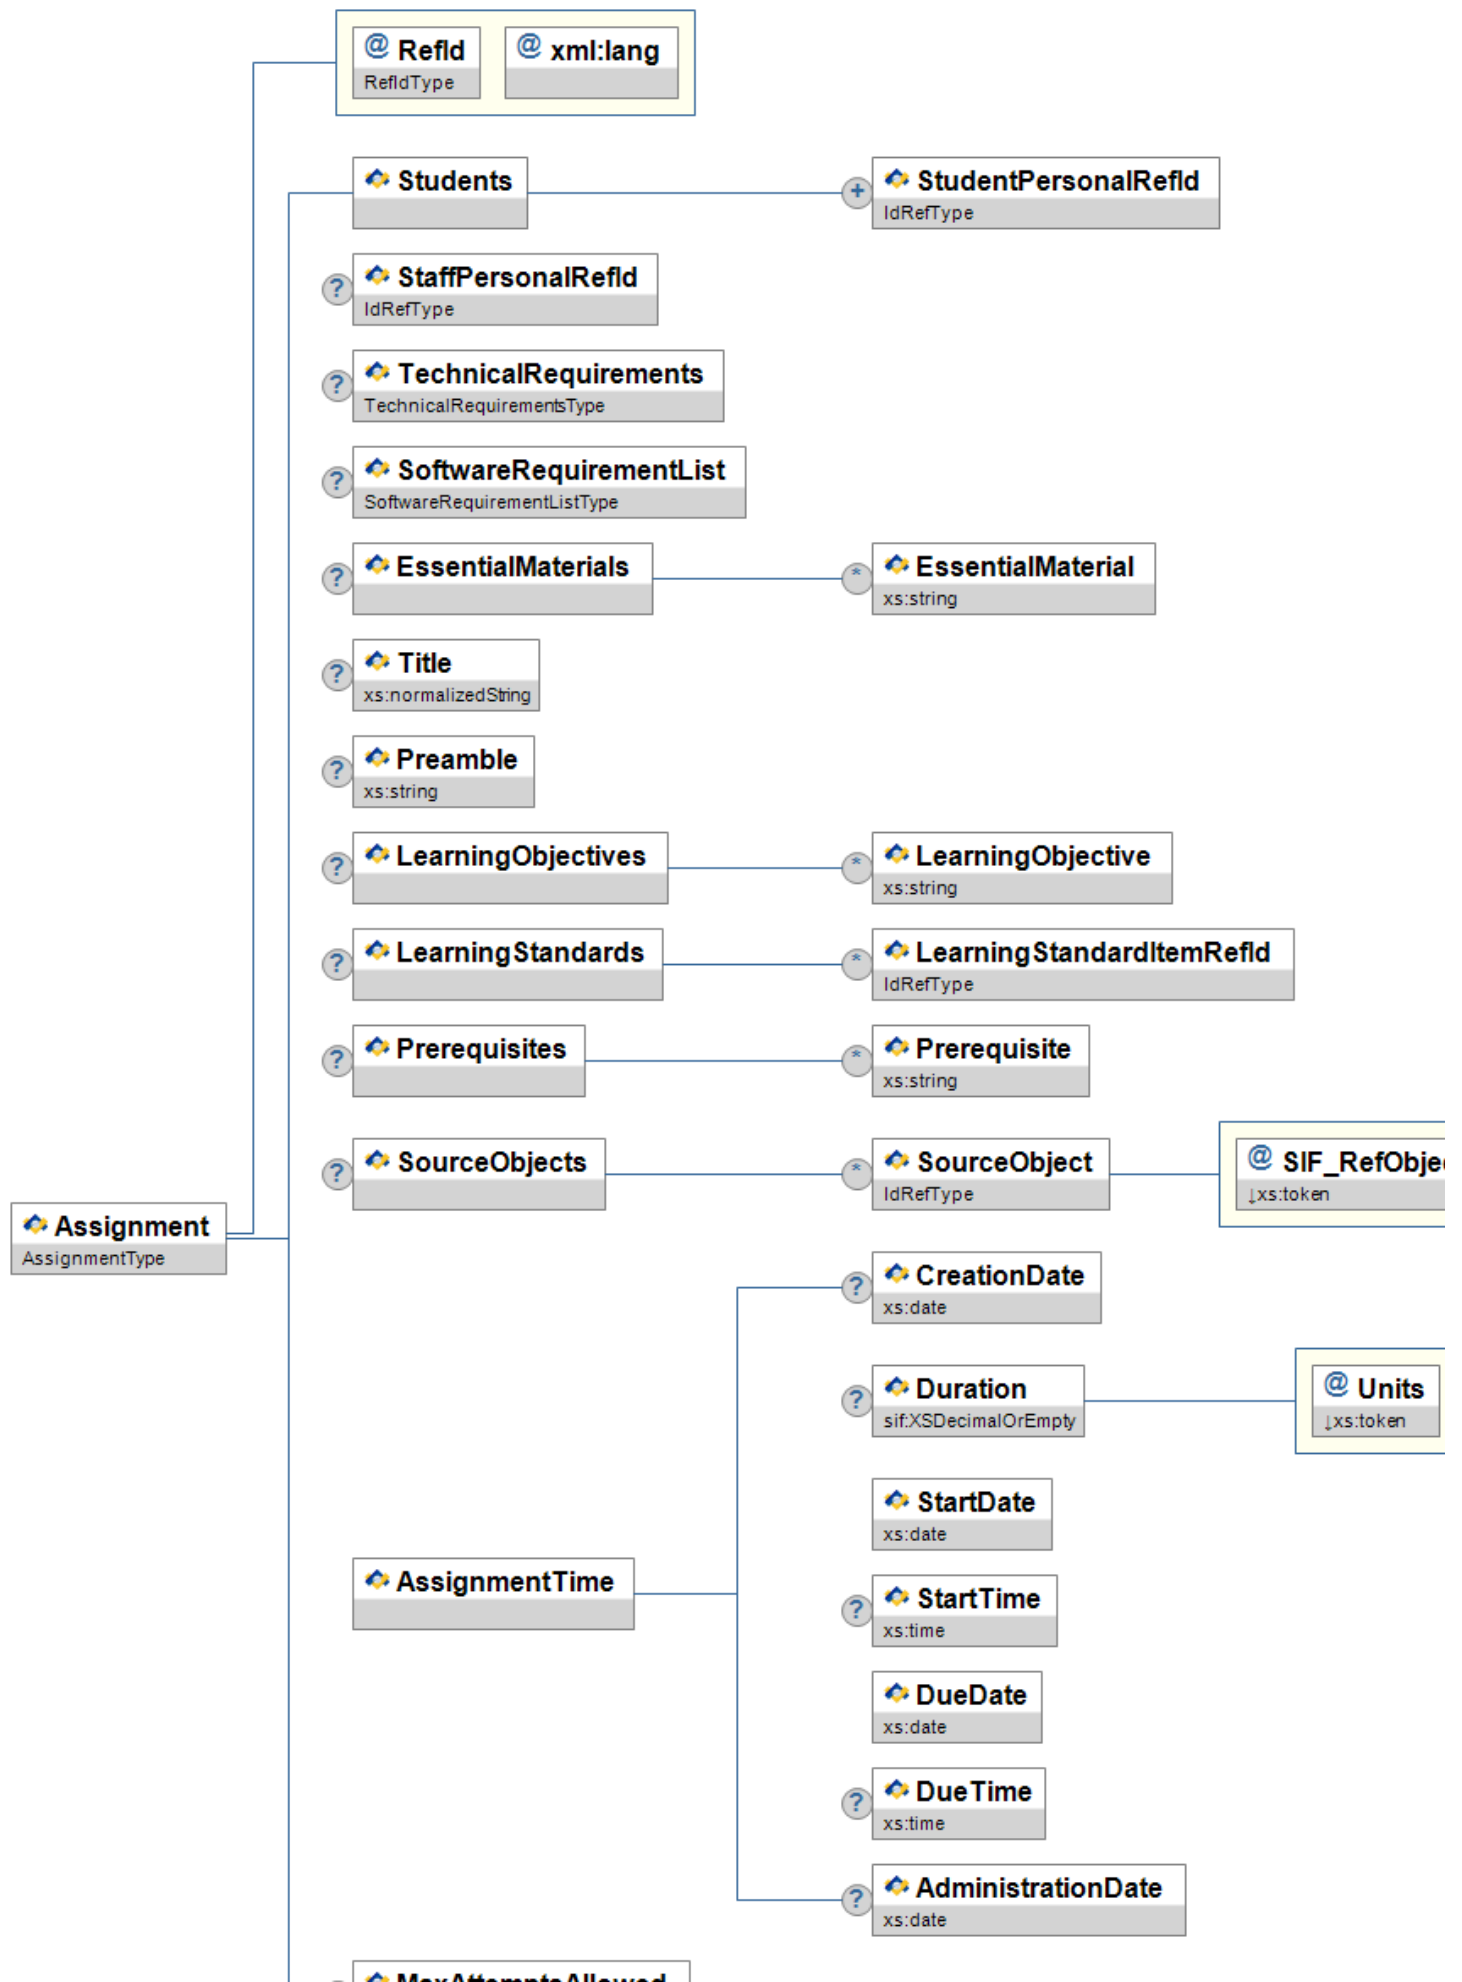 @ RefId
RefIdType
@ xml:lang
Students
+
StudentPersonalRefId
IdRefType
?
StaffPersonalRefId
IdRefType
?
TechnicalRequirements
TechnicalRequirementsType
?
SoftwareRequirementList
SoftwareRequirementListType
?
EssentialMaterials
*
EssentialMaterial
xs:string
?
Title
xs:normalizedString
?
Preamble
xs:string
?
LearningObjectives
*
LearningObjective
xs:string
?
LearningStandards
*
LearningStandardItemRefId
IdRefType
?
Prerequisites
*
Prerequisite
xs:string
?
SourceObjects
*
SourceObject
IdRefType
@ SIF_RefObje
↓xs:token
Assignment
AssignmentType
?
CreationDate
xs:date
?
Duration
sif:XSDecimalOrEmpty
@ Units
↓xs:token
StartDate
xs:date
AssignmentTime
?
StartTime
xs:time
DueDate
xs:date
?
DueTime
xs:time
?
AdministrationDate
xs:date
MaxAttemptsAllowed